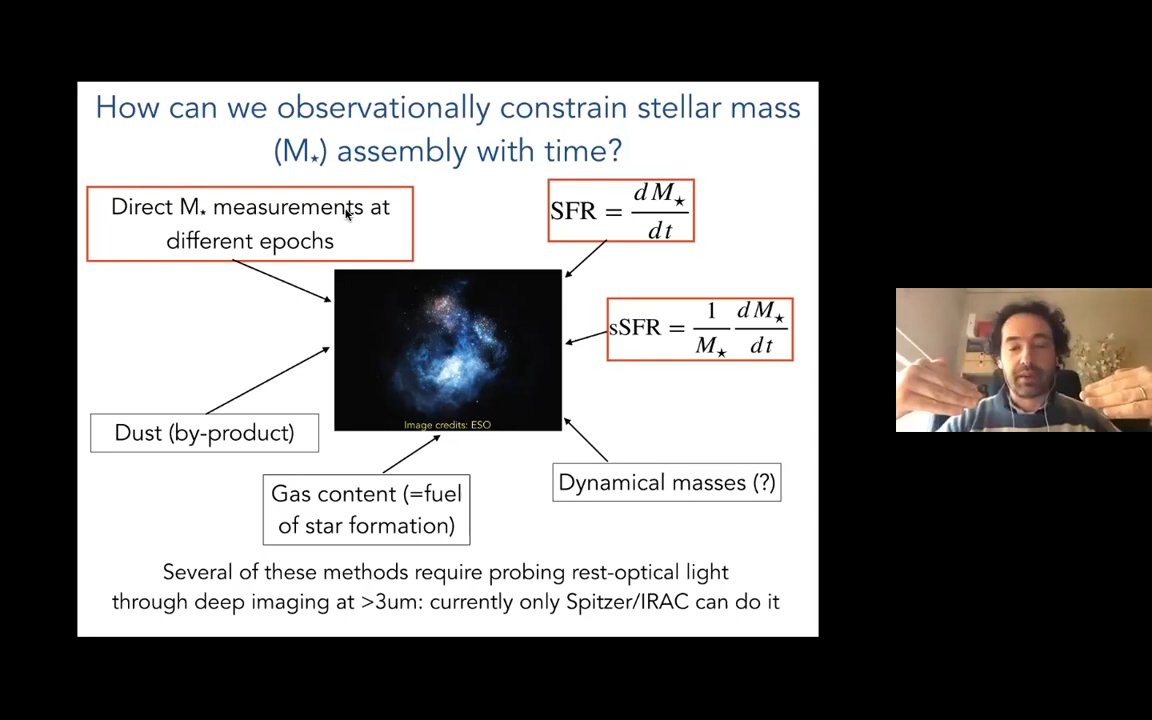 How can we observationally constrain stellar mass
(M⋆) assembly with time?
Direct M⋆ measurements at
different epochs
SFR = dM⋆/dt
sSFR = 1/M⋆ dM⋆/dt
Image credits: ESO
Dust (by-product)
Gas content (=fuel
of star formation)
Dynamical masses (?)
Several of these methods require probing rest-optical light
through deep imaging at >3um: currently only Spitzer/IRAC can do it